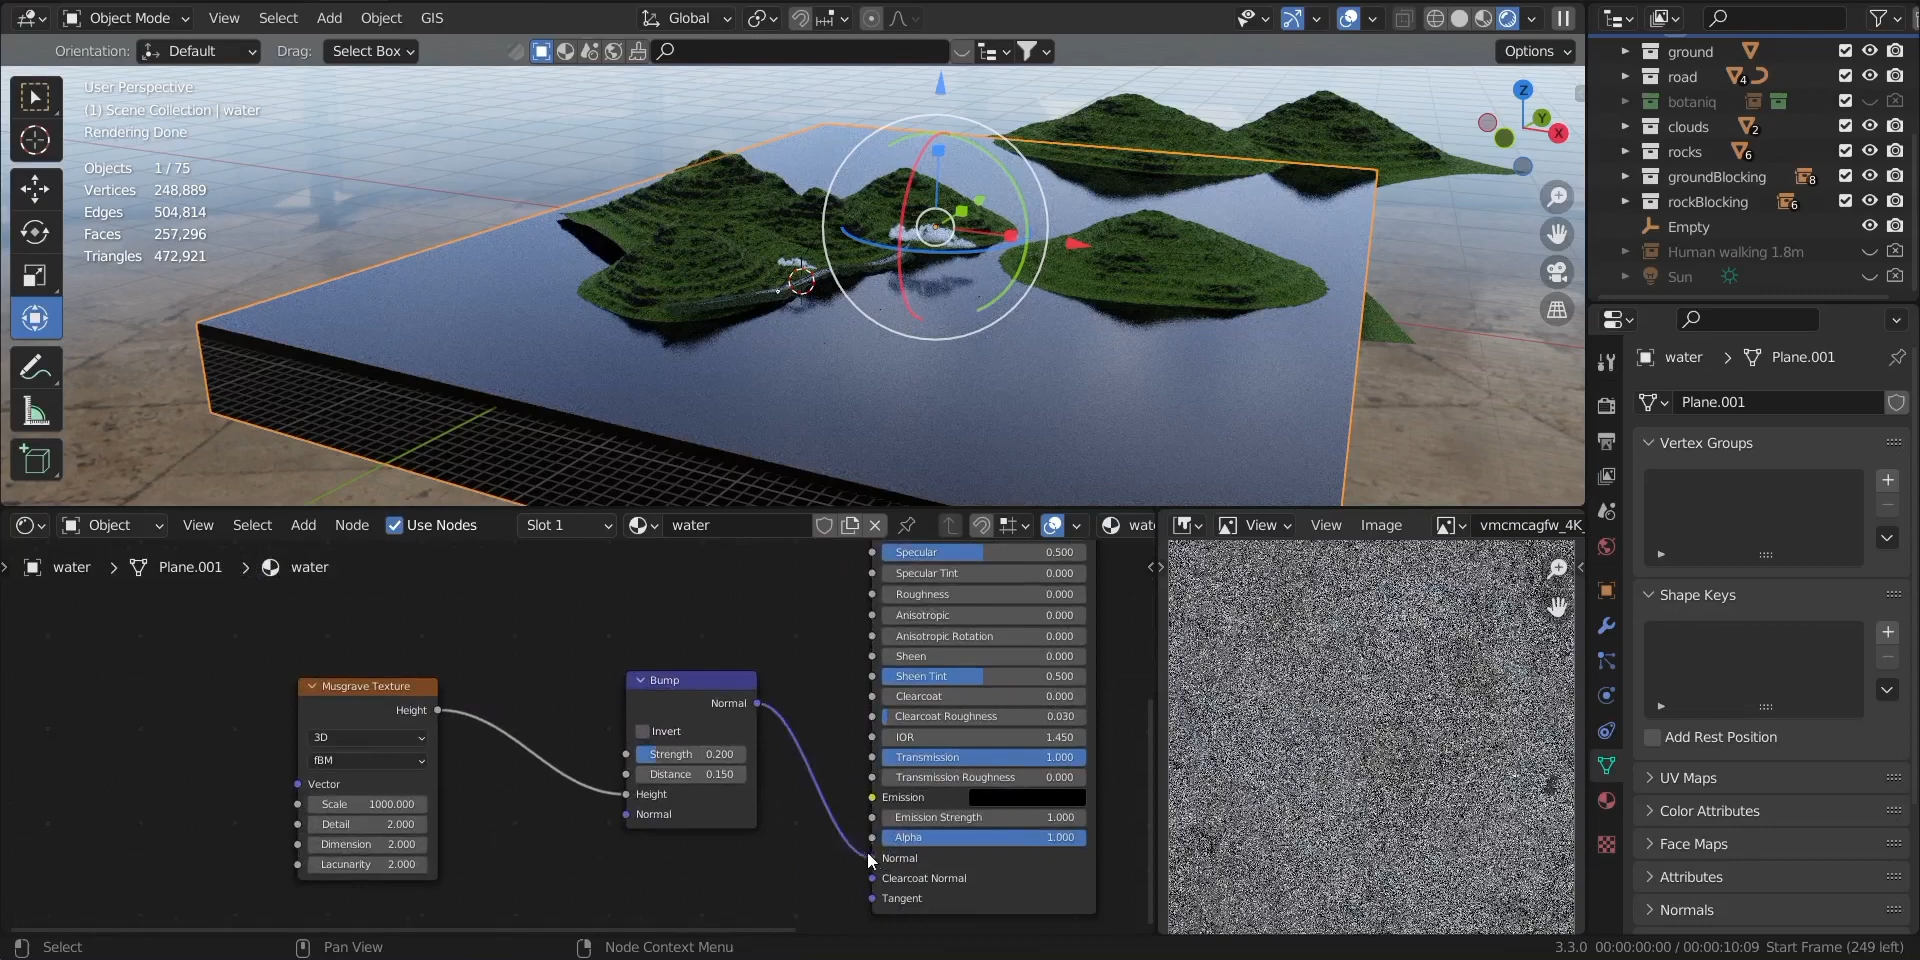 Object Mode View Select Add Object GIS Global
Orientation: Default Drag: Select Box Options
User Perspective
(1) Scene Collection | water
Rendering Done
Objects 1 / 75
Vertices 248,889
Edges 504,814
Faces 257,296
Triangles 472,921
Z
Y
X
ground
road 4
botaniq
clouds 2
rocks 6
groundBlocking 8
rockBlocking 6
Empty
Human walking 1.8m
Sun
water > Plane.001
Plane.001
Vertex Groups
Shape Keys
Add Rest Position
UV Maps
Color Attributes
Face Maps
Attributes
Normals
Object View Select Add Node Use Nodes Slot 1 water wat
water > Plane.001 > water
View View Image vmcmcagfw_4K
Musgrave Texture
Height
3D
fBM
Vector
Scale 1000.000
Detail 2.000
Dimension 2.000
Lacunarity 2.000
Bump
Normal
Invert
Strength 0.200
Distance 0.150
Height
Normal
Specular 0.500
Specular Tint 0.000
Roughness 0.000
Anisotropic 0.000
Anisotropic Rotation 0.000
Sheen 0.000
Sheen Tint 0.500
Clearcoat 0.000
Clearcoat Roughness 0.030
IOR 1.450
Transmission 1.000
Transmission Roughness 0.000
Emission
Emission Strength 1.000
Alpha 1.000
Normal
Clearcoat Normal
Tangent
Select Pan View Node Context Menu 3.3.0 00:00:00:00 / 00:00:10:09 Start Frame (249 left)